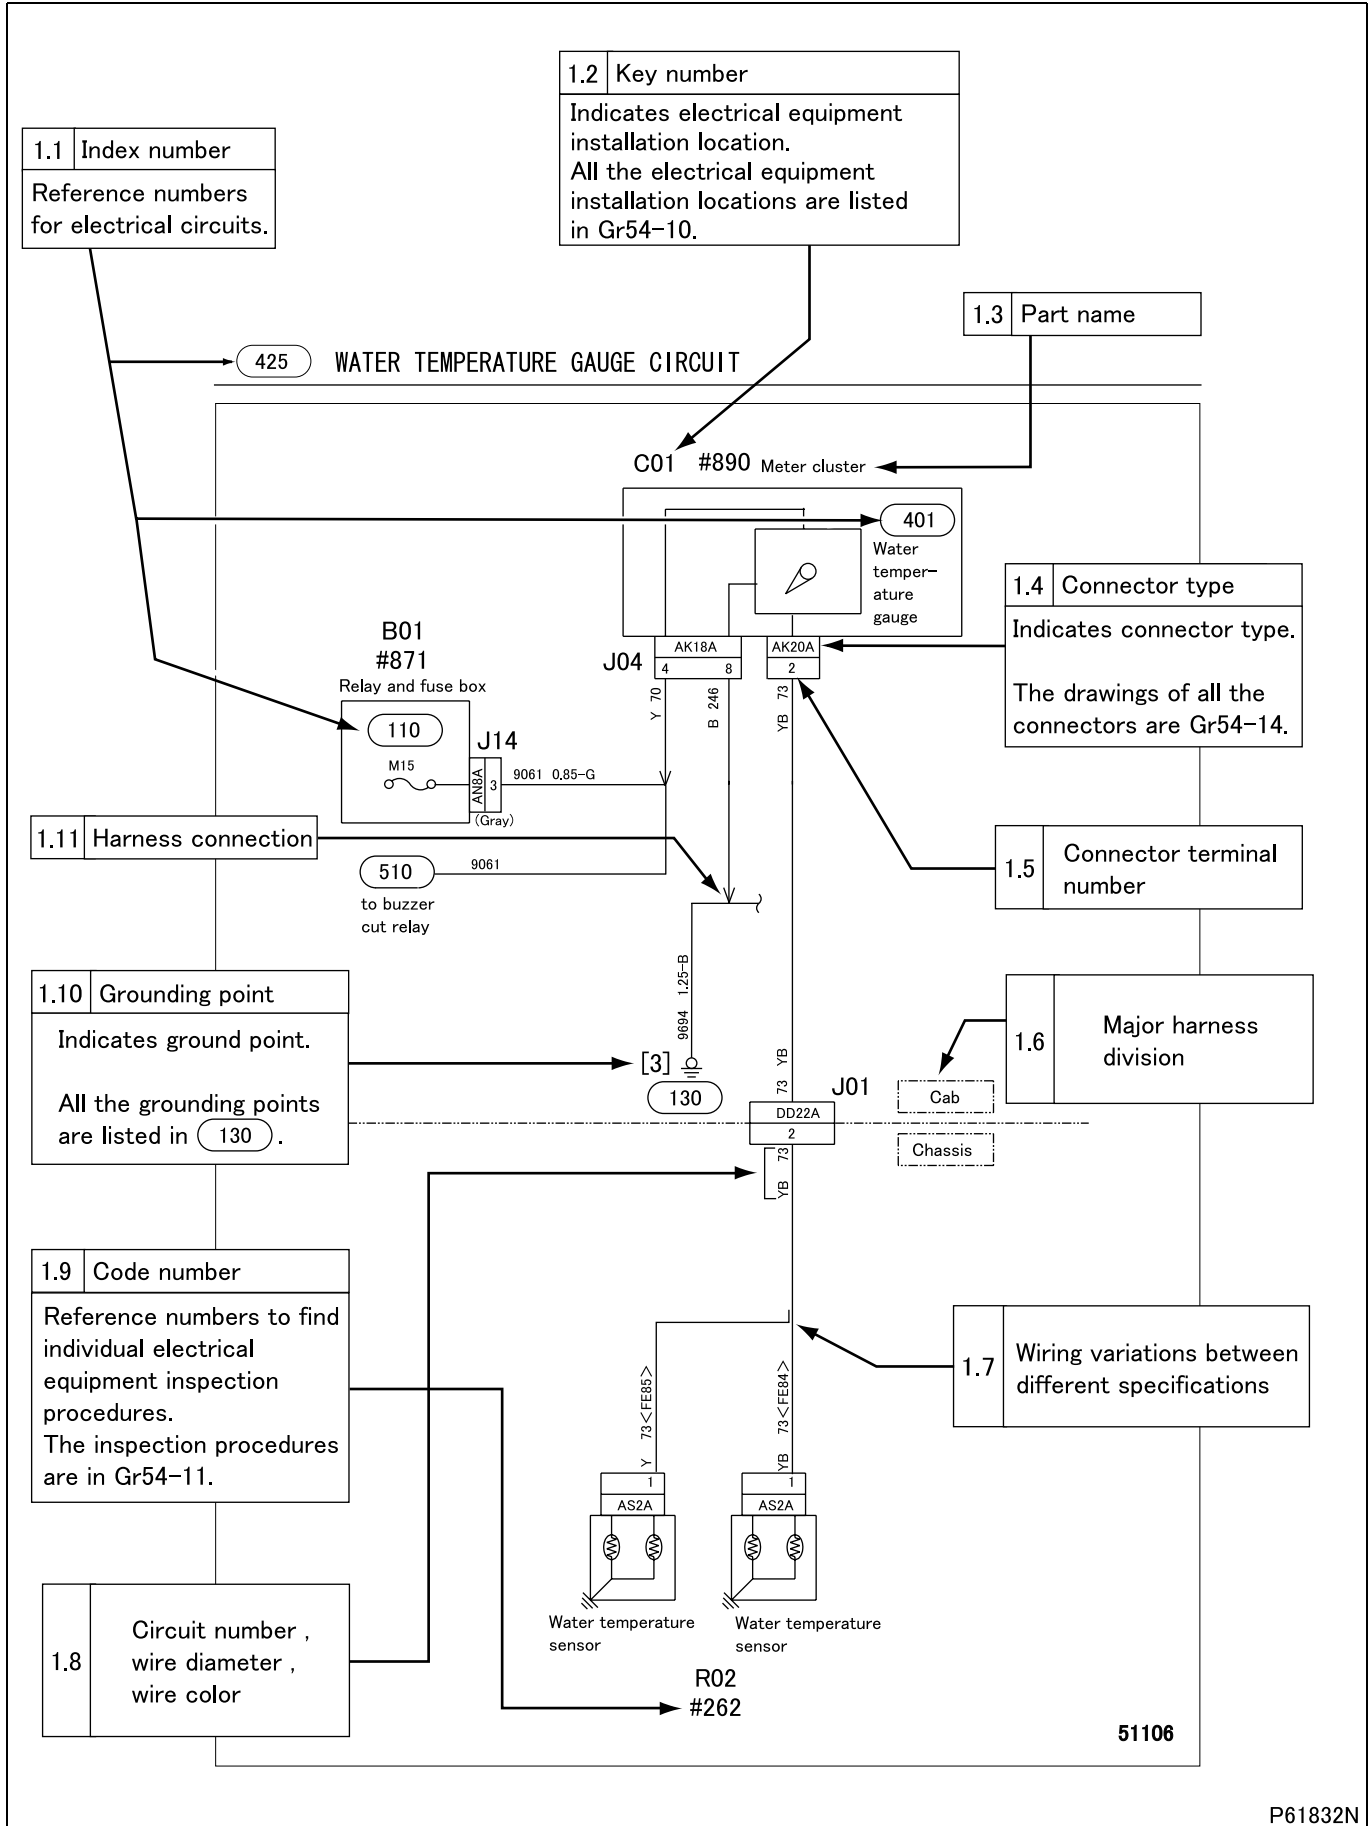 1.2 Key number
Indicates electrical equipment
installation location.
All the electrical equipment
installation locations are listed
in Gr54-10.
1.1 Index number
Reference numbers
for electrical circuits.
1.3 Part name
425 WATER TEMPERATURE GAUGE CIRCUIT
C01 #890 Meter cluster
401
Water
temper-
ature
gauge
1.4 Connector type
Indicates connector type.
The drawings of all the
connectors are Gr54-14.
B01
#871
Relay and fuse box
110
M15
J14
AN8A
3
(Gray)
9061 0.85-G
J04
AK18A
4 8
AK20A
2
Y 70
B 246
YB 73
1.11 Harness connection
510
9061
to buzzer
cut relay
1.5 Connector terminal
number
1.10 Grounding point
Indicates ground point.
All the grounding points
are listed in 130 .
9694 1.25-B
[3]
130
73 YB
J01
DD22A
2
YB 73
Cab
Chassis
1.6 Major harness
division
1.9 Code number
Reference numbers to find
individual electrical
equipment inspection
procedures.
The inspection procedures
are in Gr54-11.
1.7 Wiring variations between
different specifications
Y 73<FE85>
YB 73<FE84>
1
AS2A
1
AS2A
Water temperature
sensor
Water temperature
sensor
R02
#262
1.8 Circuit number ,
wire diameter ,
wire color
51106
P61832N